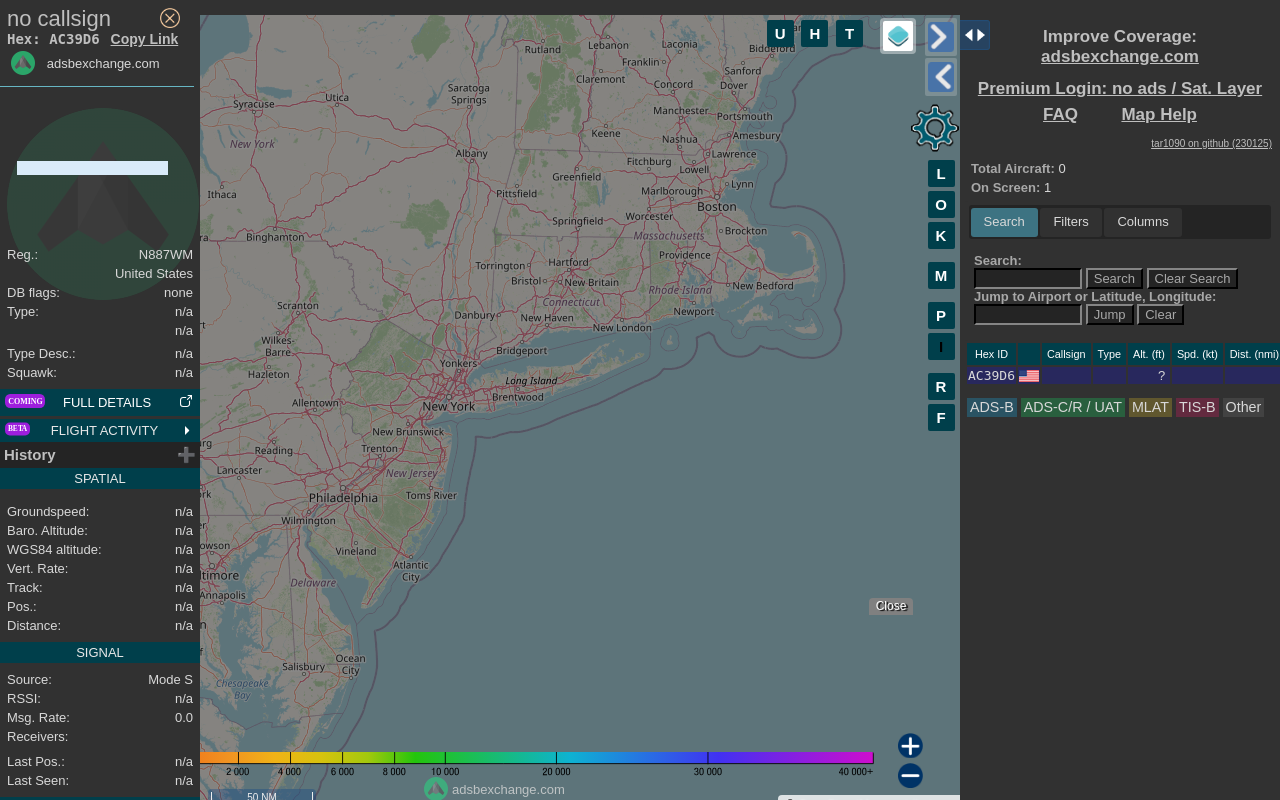 no callsign
Hex: AC39D6 Copy Link
adsbexchange.com
Reg.: N887WM
United States
DB flags: none
Type: n/a
n/a
Type Desc.: n/a
Squawk: n/a
COMING FULL DETAILS
BETA FLIGHT ACTIVITY
History
SPATIAL
Groundspeed: n/a
Baro. Altitude: n/a
WGS84 altitude: n/a
Vert. Rate: n/a
Track: n/a
Pos.: n/a
Distance: n/a
SIGNAL
Source: Mode S
RSSI: n/a
Msg. Rate: 0.0
Receivers:
Last Pos.: n/a
Last Seen: n/a
U H T
L
O
K
M
P
I
R
F
Rutland
Lebanon
Laconia
Biddeford
Franklin
Sanford
Claremont
Concord
Dover
Saratoga
Springs
Utica
Syracuse
Manchester
Portsmouth
Keene
Nashua
Amesbury
New York
Albany
Fitchburg
Lawrence
Lowell
Greenfield
Ithaca
Pittsfield
Marlborough
Lynn
Boston
Worcester
Springfield
Binghamton
Massachusetts
Brockton
Torrington
Hartford
Providence
Bristol
New Britain
New Bedford
Rhode Island
Connecticut
Scranton
Danbury
New Haven
Newport
New London
Wilkes-
Barre
Bridgeport
Yonkers
Hazleton
Long Island
Brentwood
Allentown
New York
New Brunswick
Reading
Trenton
Lancaster
New Jersey
Philadelphia
Toms River
Wilmington
Vineland
Atlantic
City
ltimore
Delaware
Annapolis
Ocean
City
Salisbury
Chesapeake
Bay
Close
2 000 4 000 6 000 8 000 10 000 20 000 30 000 40 000+
adsbexchange.com
50 NM
Improve Coverage:
adsbexchange.com
Premium Login: no ads / Sat. Layer
FAQ Map Help
tar1090 on github (230125)
Total Aircraft: 0
On Screen: 1
Search Filters Columns
Search:
Search Clear Search
Jump to Airport or Latitude, Longitude:
Jump Clear
Hex ID Callsign Type Alt. (ft) Spd. (kt) Dist. (nmi)
AC39D6 ?
ADS-B ADS-C/R / UAT MLAT TIS-B Other